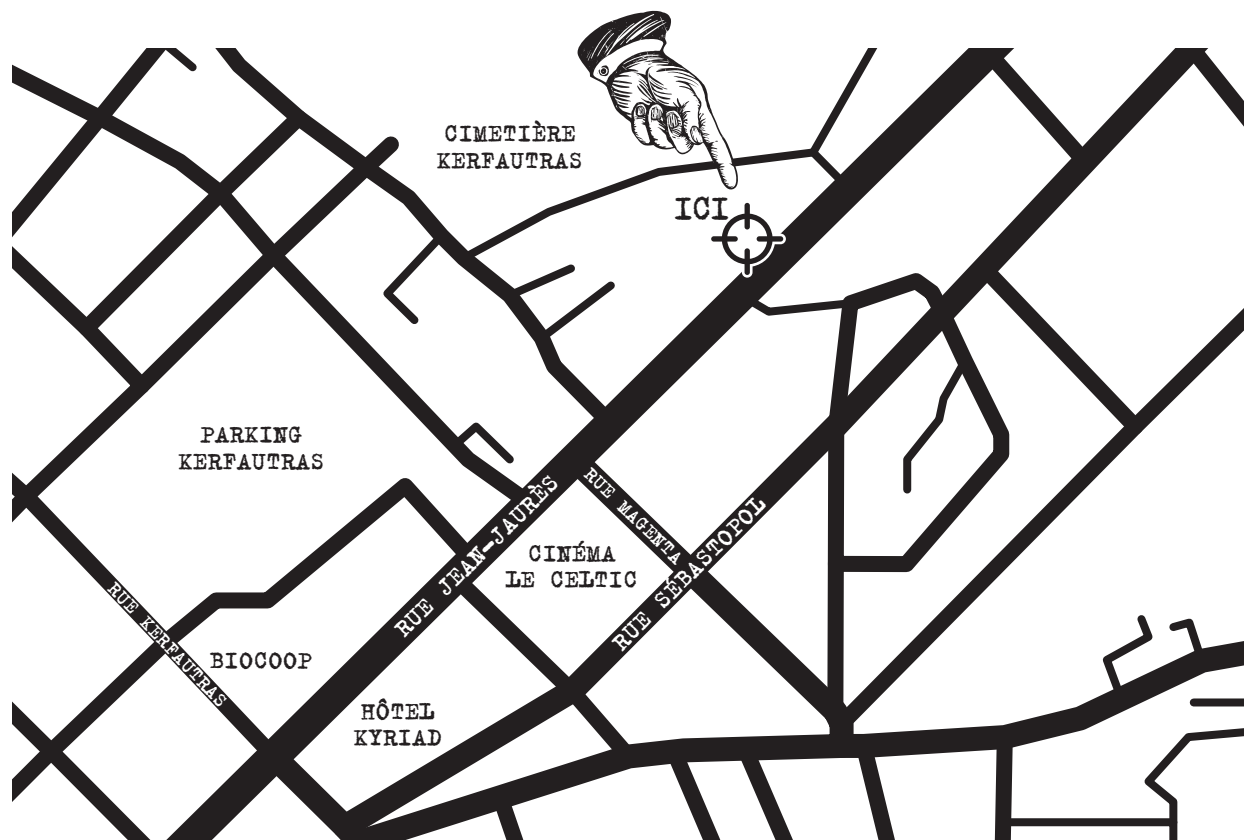 CIMETIÈRE
KERFAUTRAS
ICI
PARKING
KERFAUTRAS
RUE JEAN-JAURÈS
RUE MAGENTA
CINÉMA
LE CELTIC
RUE SÉBASTOPOL
RUE KERFAUTRAS
BIOCOOP
HÔTEL
KYRIAD